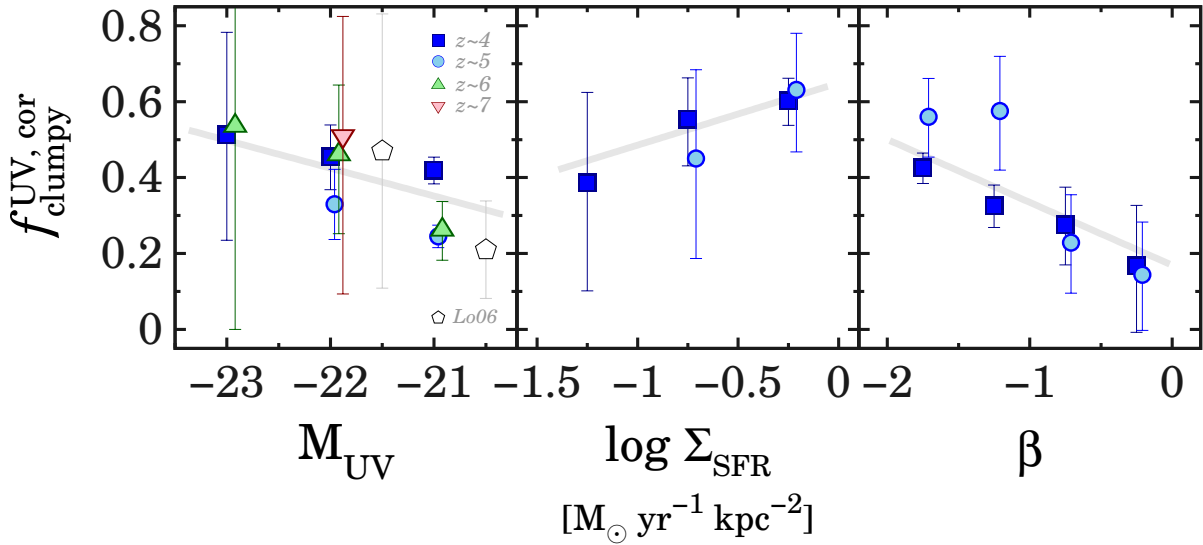 f^UV, cor_clumpy
0.8
0.6
0.4
0.2
0
z~4
z~5
z~6
z~7
Lo06
−23 −22 −21 −1.5 −1 −0.5 0 −2 −1 0
M_UV log Σ_SFR β
[M_⊙ yr^−1 kpc^−2]